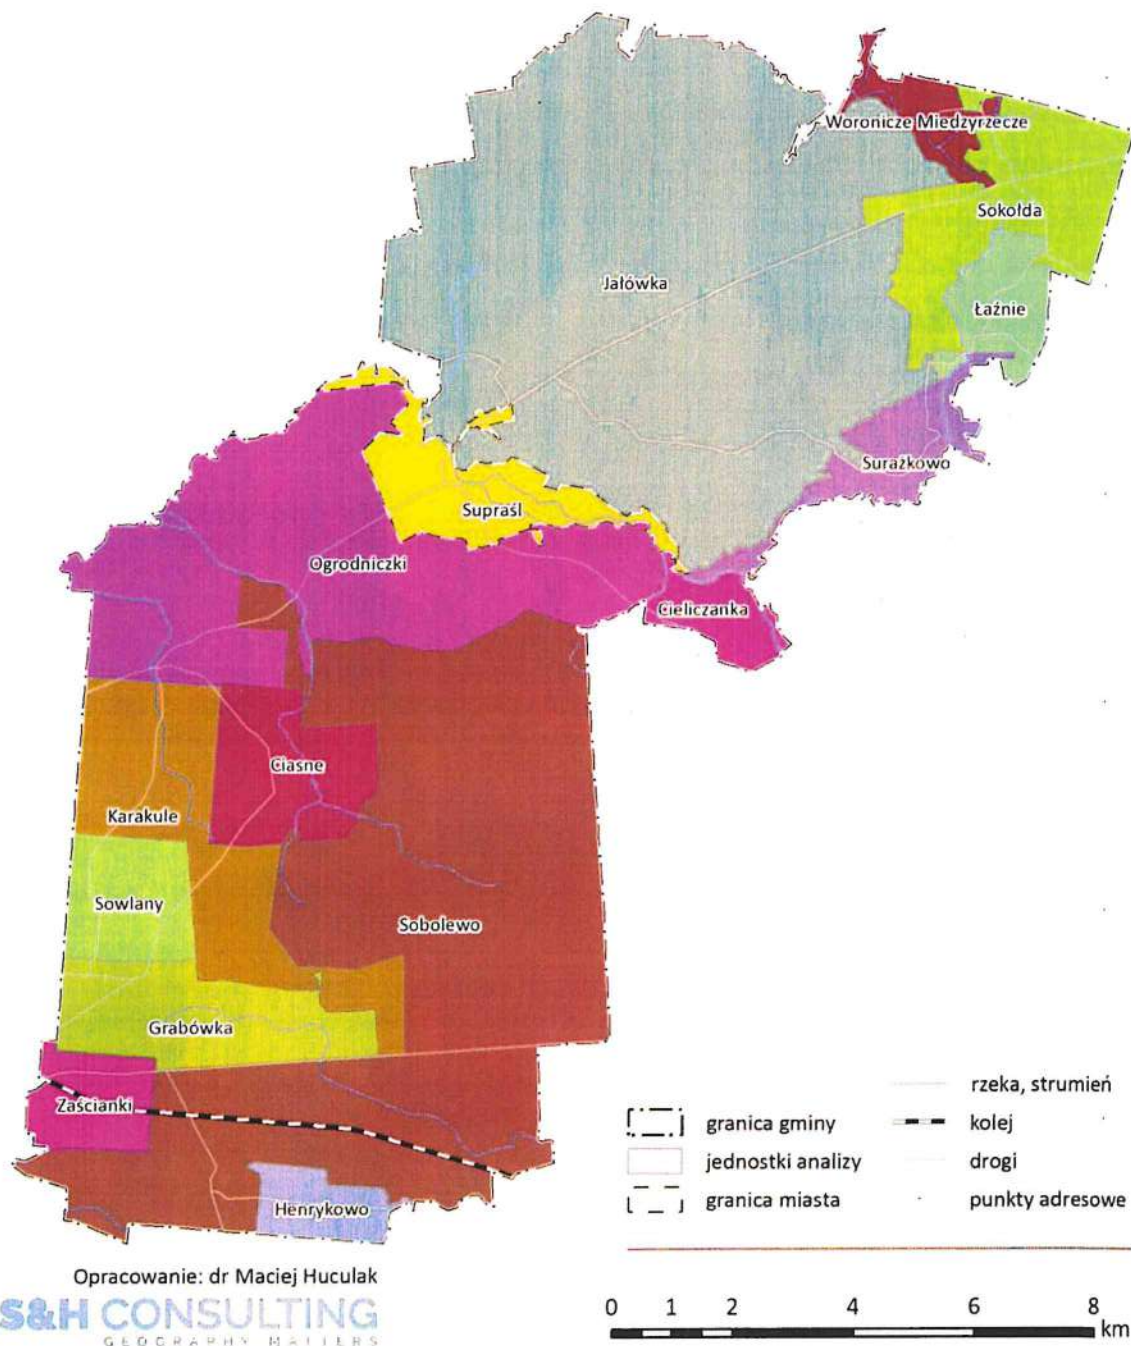 Woronicze Miedzyrzecze
Sokołda
Jałówka
Łaźnie
Surażkowo
Supraśl
Ogrodniczki
Cieliczanka
Ciasne
Karakule
Sowlany
Sobolewo
Grabówka
Zaścianki
Henrykowo
rzeka, strumień
granica gminy
kolej
jednostki analizy
drogi
granica miasta
punkty adresowe
Opracowanie: dr Maciej Huculak
S&H CONSULTING
GEOGRAPHY MATTERS
0 1 2 4 8
km